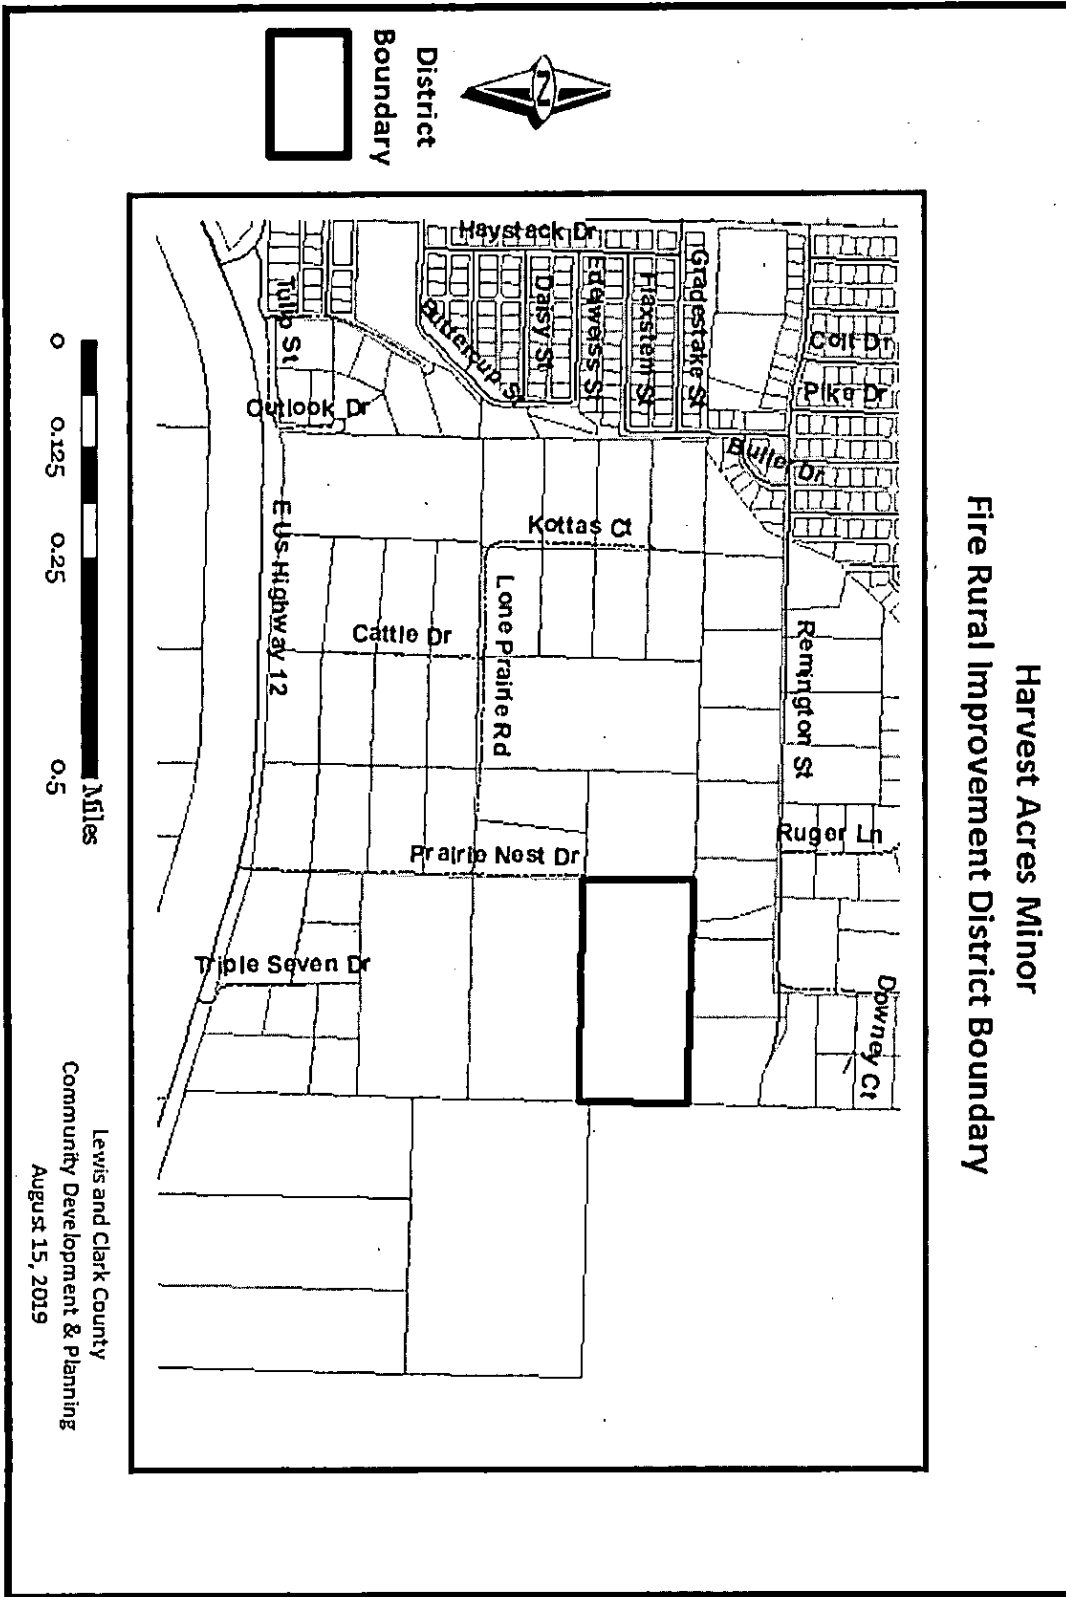 Harvest Acres Minor
Fire Rural Improvement District Boundary
N
District
Boundary
Colt Dr
Pike Dr
Butler Dr
Remington St
Ruger Ln
Downey Ct
Haystack Dr
Gradestake St
Flaxstem St
Edelweiss St
Daisy St
Buttercup St
Tulip St
Outlook Dr
Kottas Ct
Lone Prairie Rd
Cattle Dr
E US Highway 12
Prairie Nest Dr
Triple Seven Dr
0 0.125 0.25 0.5
Miles
Lewis and Clark County
Community Development & Planning
August 15, 2019